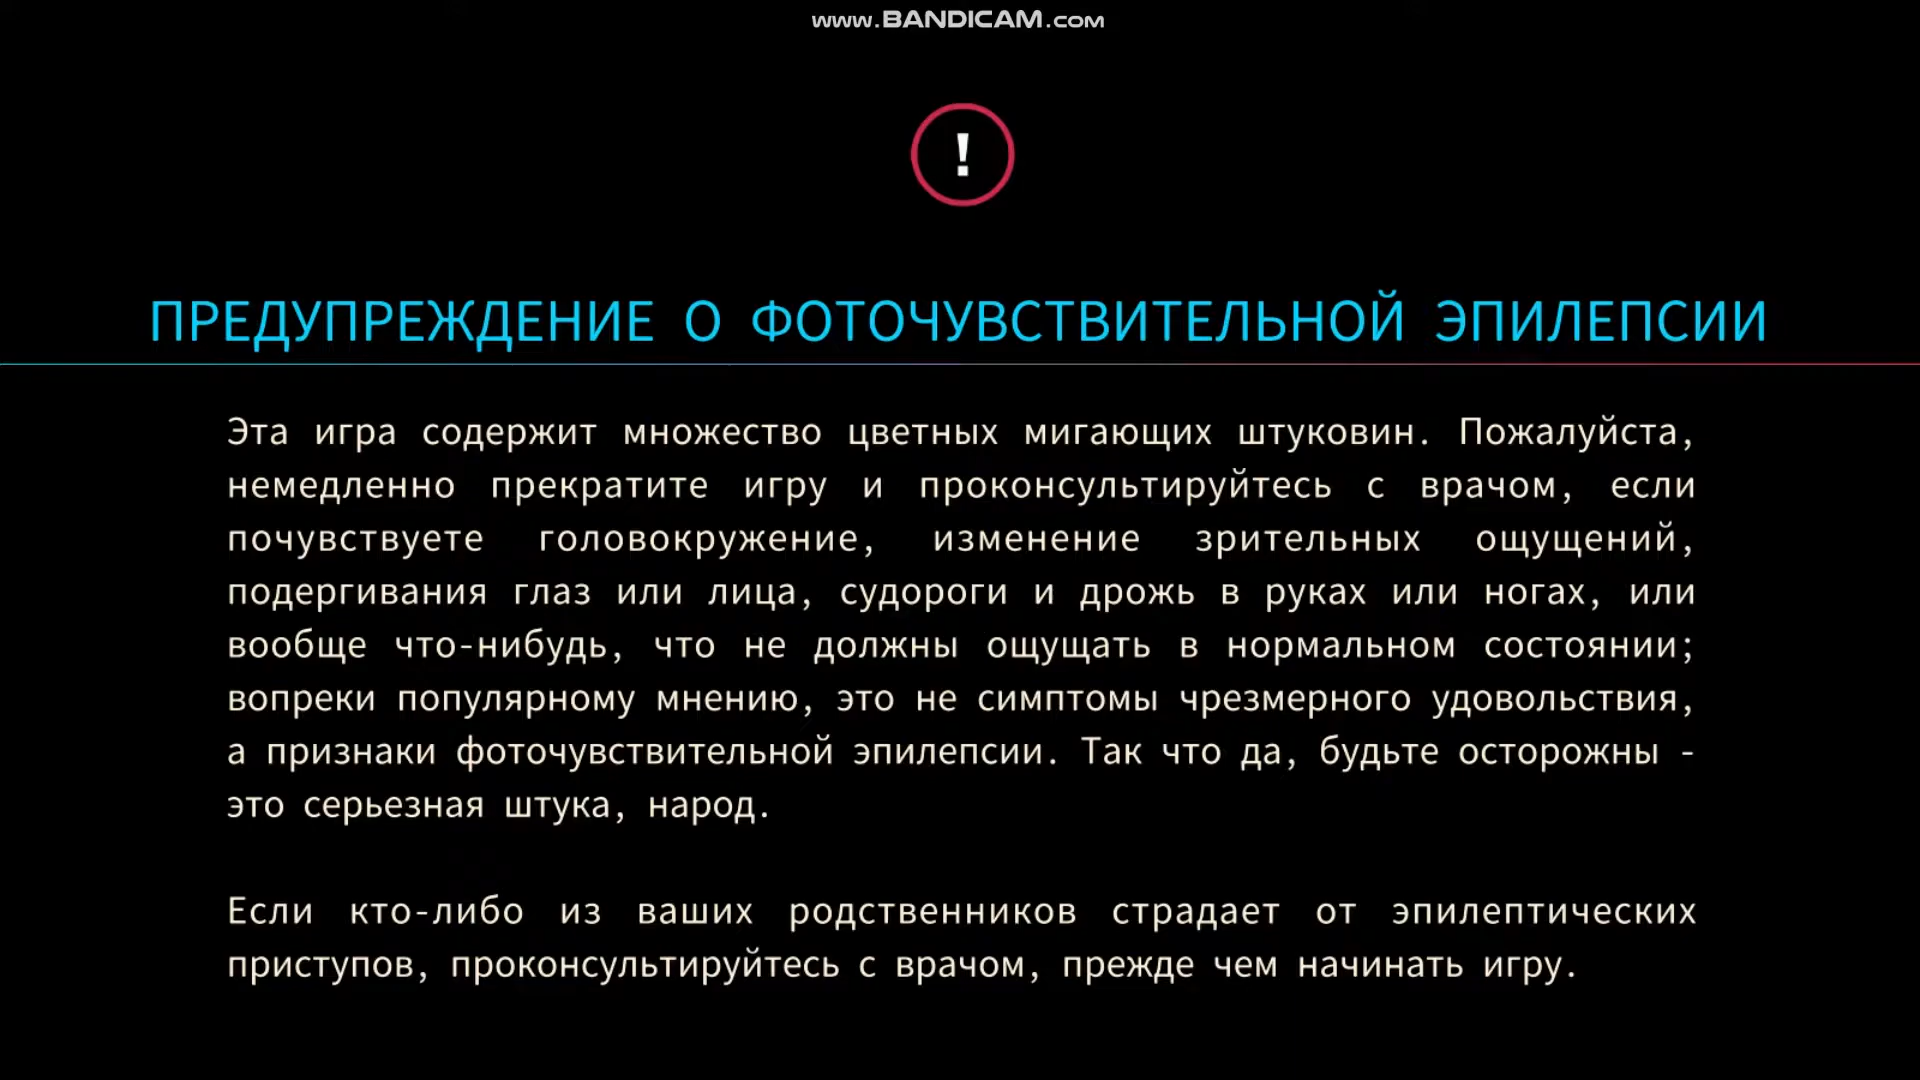 www.BANDICAM.com
!
ПРЕДУПРЕЖДЕНИЕ О ФОТОЧУВСТВИТЕЛЬНОЙ ЭПИЛЕПСИИ
Эта игра содержит множество цветных мигающих штуковин. Пожалуйста,
немедленно прекратите игру и проконсультируйтесь с врачом, если
почувствуете головокружение, изменение зрительных ощущений,
подергивания глаз или лица, судороги и дрожь в руках или ногах, или
вообще что-нибудь, что не должны ощущать в нормальном состоянии;
вопреки популярному мнению, это не симптомы чрезмерного удовольствия,
а признаки фоточувствительной эпилепсии. Так что да, будьте осторожны -
это серьезная штука, народ.
Если кто-либо из ваших родственников страдает от эпилептических
приступов, проконсультируйтесь с врачом, прежде чем начинать игру.